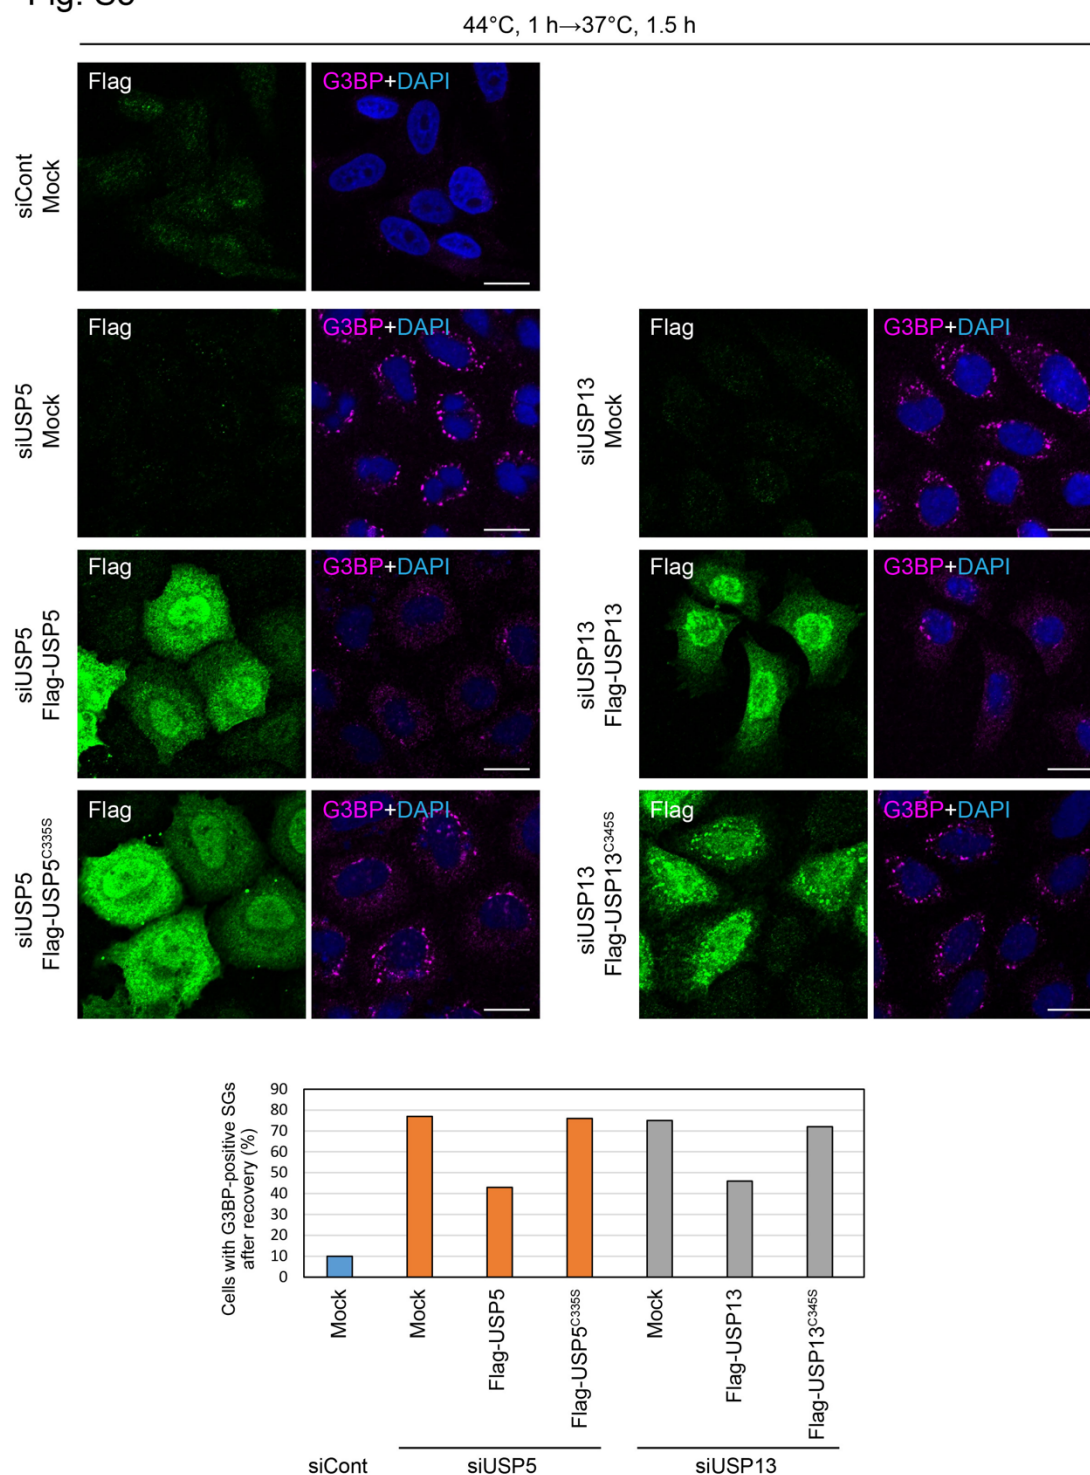 44°C, 1 h→37°C, 1.5 h
siCont
Mock
Flag
G3BP+DAPI
siUSP5
Mock
Flag
G3BP+DAPI
siUSP13
Mock
Flag
G3BP+DAPI
siUSP5
Flag-USP5
Flag
G3BP+DAPI
siUSP13
Flag-USP13
Flag
G3BP+DAPI
siUSP5
Flag-USP5C335S
Flag
G3BP+DAPI
siUSP13
Flag-USP13C345S
Flag
G3BP+DAPI
Cells with G3BP-positive SGs
after recovery (%)
90
80
70
60
50
40
30
20
10
0
Mock
Mock
Flag-USP5
Flag-USP5C335S
Mock
Flag-USP13
Flag-USP13C345S
siCont
siUSP5
siUSP13